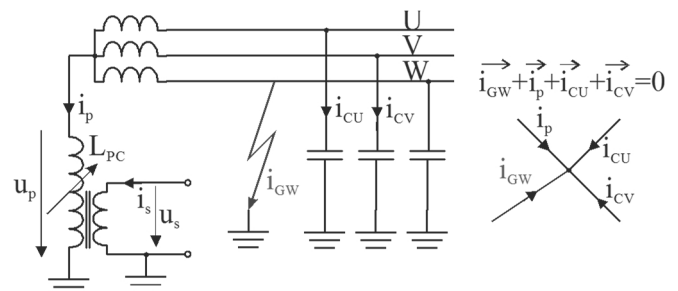 U
V
W
i_GW+i_p+i_CU+i_CV=0
i_p
i_CU
i_CV
i_p
L_PC
i_CU
i_GW
i_GW
u_p
i_s
u_s
i_CV